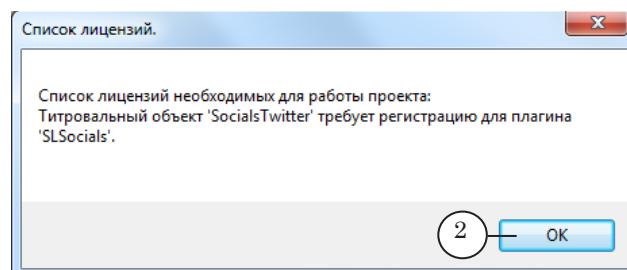 Список лицензий.
Список лицензий необходимых для работы проекта:
Титровальный объект 'SocialsTwitter' требует регистрацию для плагина
'SLSocials'.
2
OK